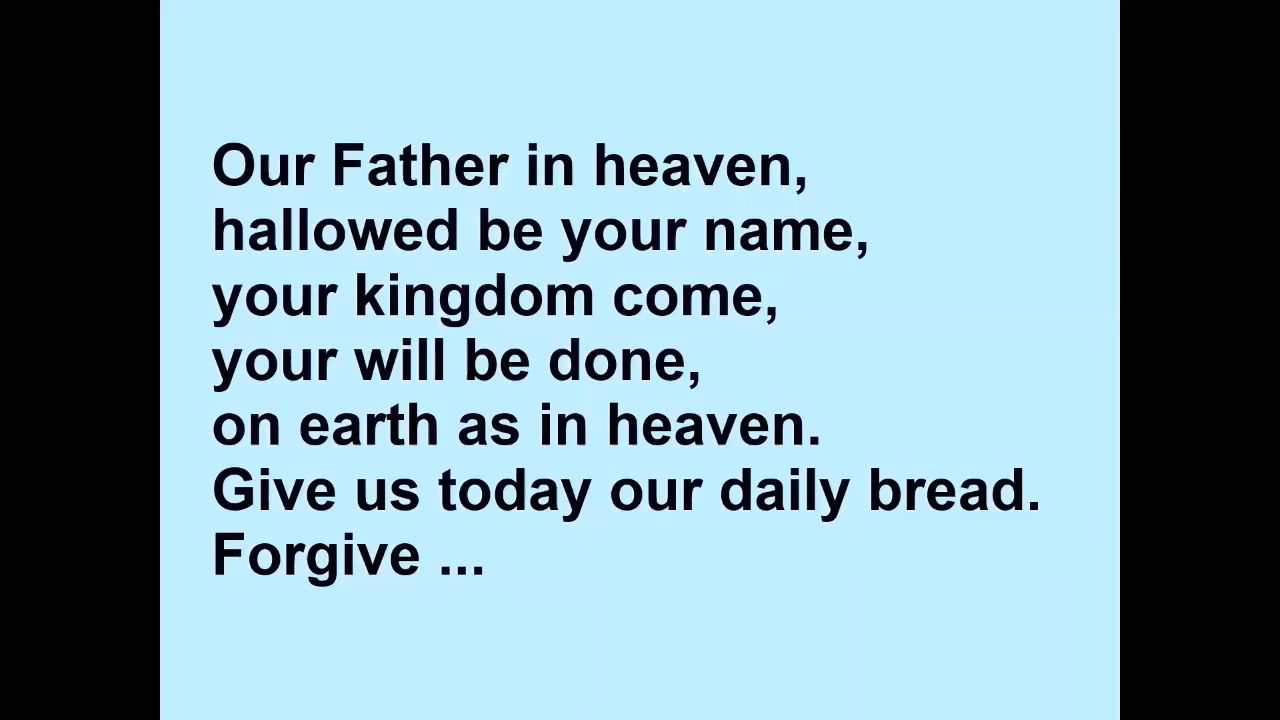 Our Father in heaven,
hallowed be your name,
your kingdom come,
your will be done,
on earth as in heaven.
Give us today our daily bread.
Forgive ...